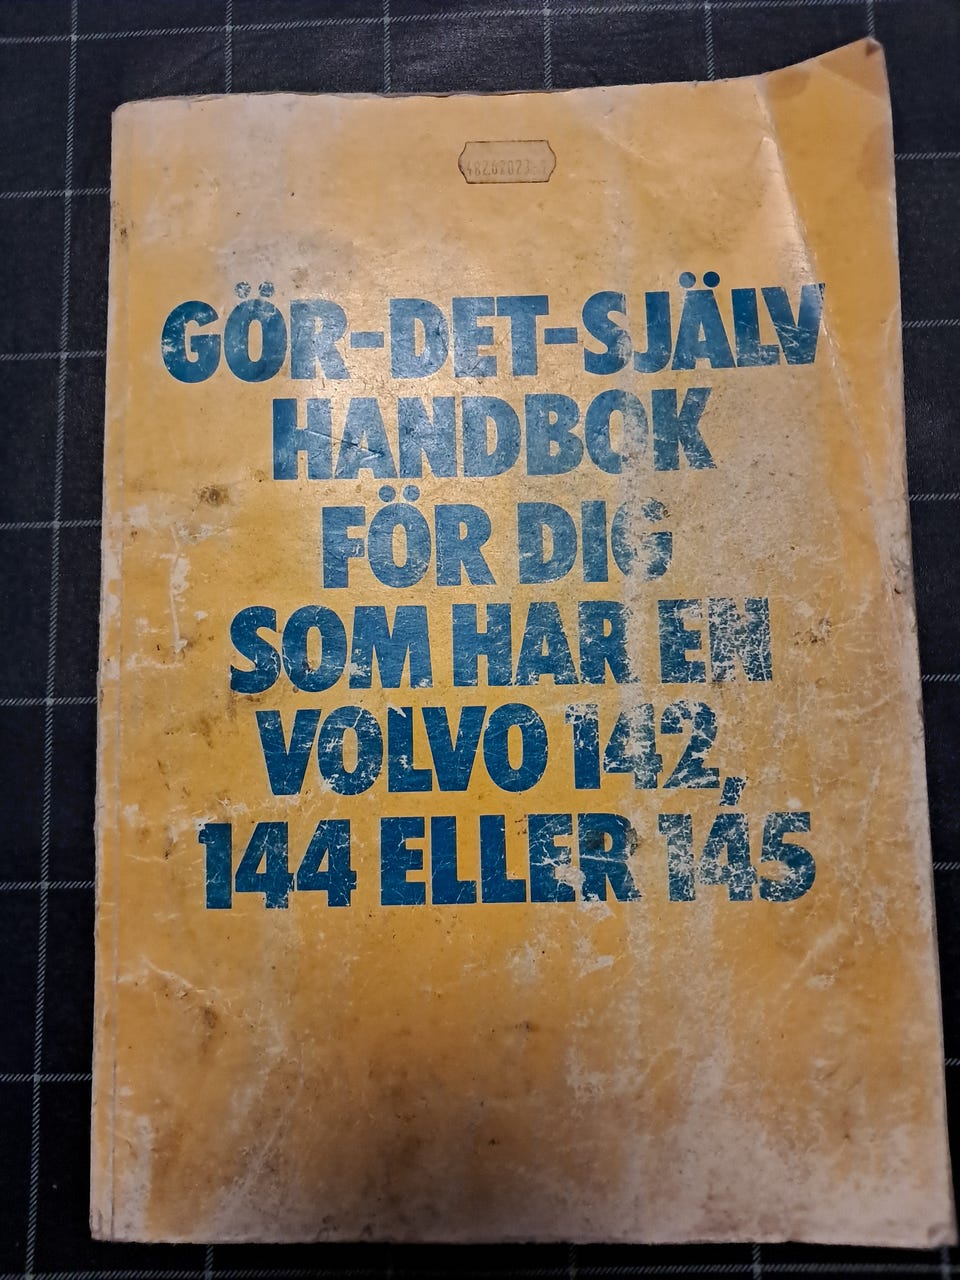 GÖR-DET-SJÄLV
HANDBOK
FÖR DIG
SOM HAR EN
VOLVO 142,
144 ELLER 145